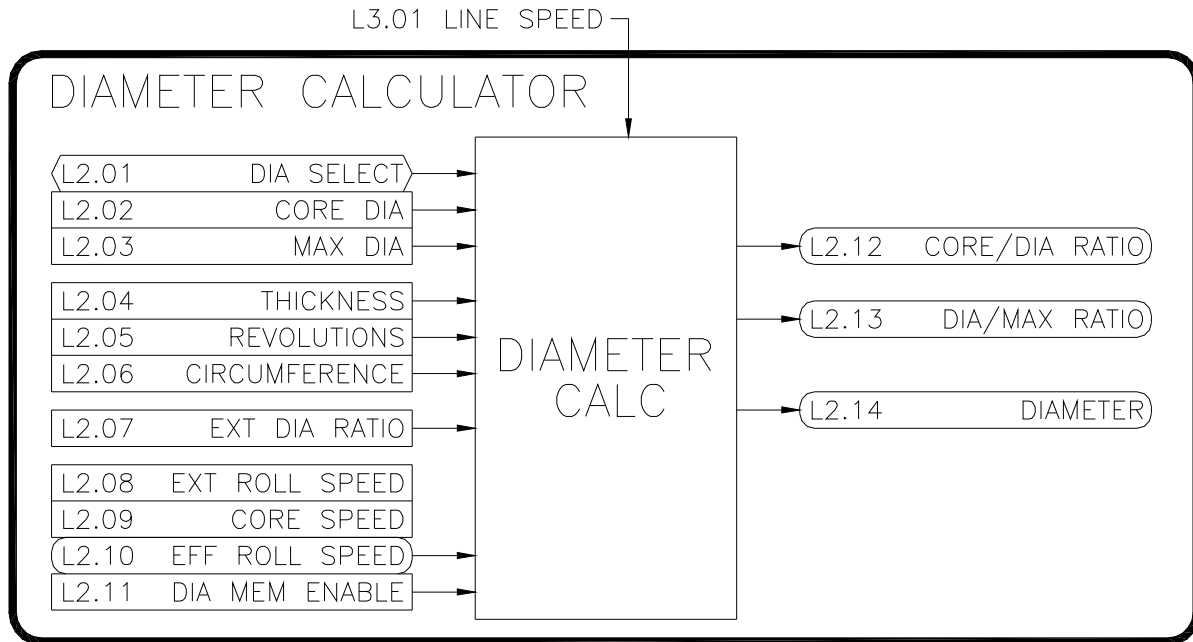 L3.01 LINE SPEED
DIAMETER CALCULATOR
L2.01 DIA SELECT
L2.02 CORE DIA
L2.03 MAX DIA
L2.04 THICKNESS
L2.05 REVOLUTIONS
L2.06 CIRCUMFERENCE
L2.07 EXT DIA RATIO
L2.08 EXT ROLL SPEED
L2.09 CORE SPEED
L2.10 EFF ROLL SPEED
L2.11 DIA MEM ENABLE
DIAMETER
CALC
L2.12 CORE/DIA RATIO
L2.13 DIA/MAX RATIO
L2.14 DIAMETER